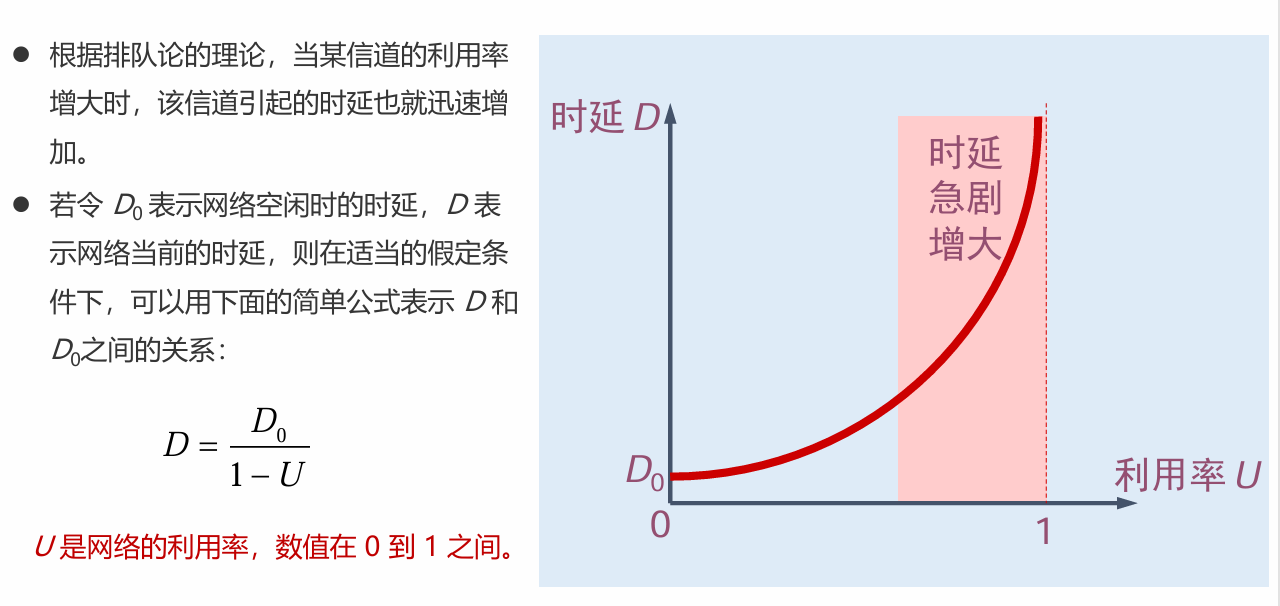 ● 根据排队论的理论，当某信道的利用率
增大时，该信道引起的时延也就迅速增
加。
● 若令 D0 表示网络空闲时的时延，D 表
示网络当前的时延，则在适当的假定条
件下，可以用下面的简单公式表示 D 和
D0之间的关系：
D = D0 / (1 − U)
U 是网络的利用率，数值在 0 到 1 之间。
时延 D
时延
急剧
增大
D0
利用率 U
0
1